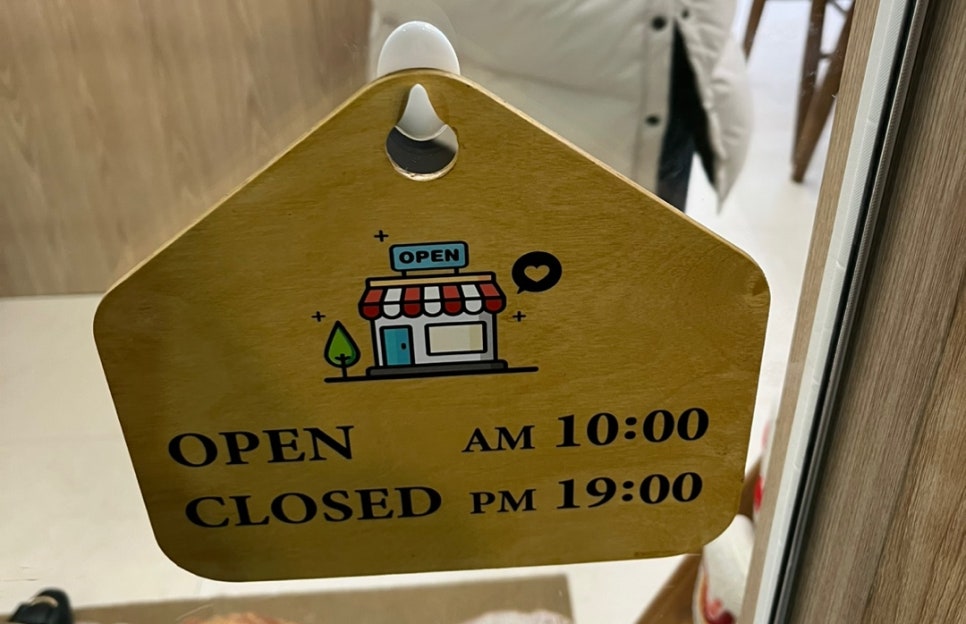 OPEN
OPEN AM 10:00
CLOSED PM 19:00